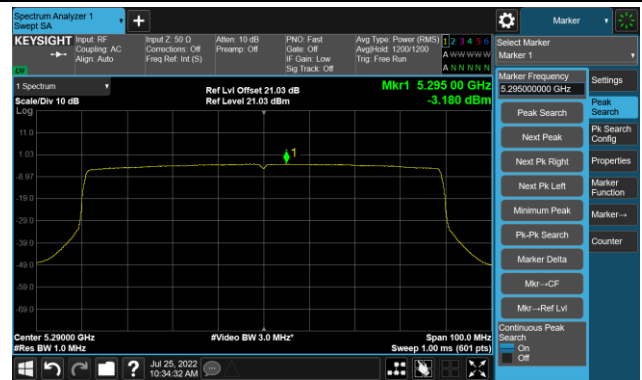 Spectrum Analyzer 1
Swept SA
Marker
KEYSIGHT
Input: RF
Coupling: AC
Align: Auto
Input Z: 50 Ω
Corrections: Off
Freq Ref: Int (S)
Atten: 10 dB
Preamp: Off
PNO: Fast
Gate: Off
IF Gain: Low
Sig Track: Off
Avg Type: Power (RMS)
Avg|Hold: 1200/1200
Trig: Free Run
1 2 3 4 5 6
A W W W W W
A N N N N N
LW
Select Marker
Marker 1
1 Spectrum
Scale/Div 10 dB
Log
Ref Lvl Offset 21.03 dB
Ref Level 21.03 dBm
Mkr1 5.295 00 GHz
-3.180 dBm
11.0
1.03
-8.97
-19.0
-29.0
-39.0
-49.0
-59.0
-69.0
1
Center 5.29000 GHz
#Res BW 1.0 MHz
#Video BW 3.0 MHz*
Span 100.0 MHz
Sweep 1.00 ms (601 pts)
Marker Frequency
5.295000000 GHz
Peak Search
Next Peak
Next Pk Right
Next Pk Left
Minimum Peak
Pk-Pk Search
Marker Delta
Mkr→CF
Mkr→Ref Lvl
Continuous Peak
Search
On
Off
Settings
Peak
Search
Pk Search
Config
Properties
Marker
Function
Marker→
Counter
?
Jul 25, 2022
10:34:32 AM